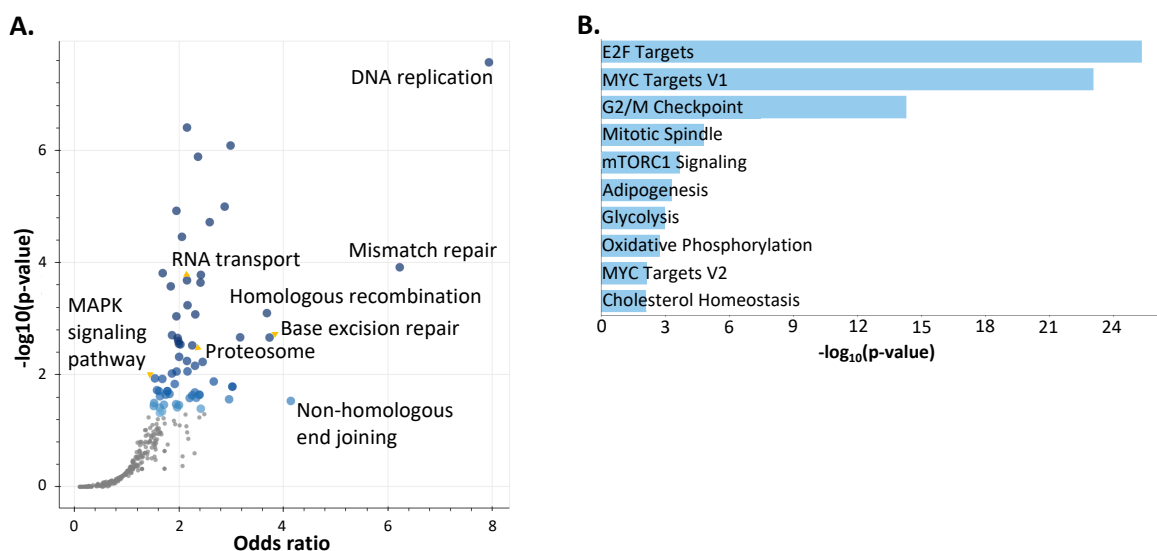 A.
DNA replication
6
-log10(p-value)
Mismatch repair
4
RNA transport
Homologous recombination
MAPK
signaling
pathway
Base excision repair
Proteosome
2
Non-homologous
end joining
0
0
2
4
6
8
Odds ratio
B.
E2F Targets
MYC Targets V1
G2/M Checkpoint
Mitotic Spindle
mTORC1 Signaling
Adipogenesis
Glycolysis
Oxidative Phosphorylation
MYC Targets V2
Cholesterol Homeostasis
0
3
6
9
12
15
18
21
24
-log₁₀(p-value)